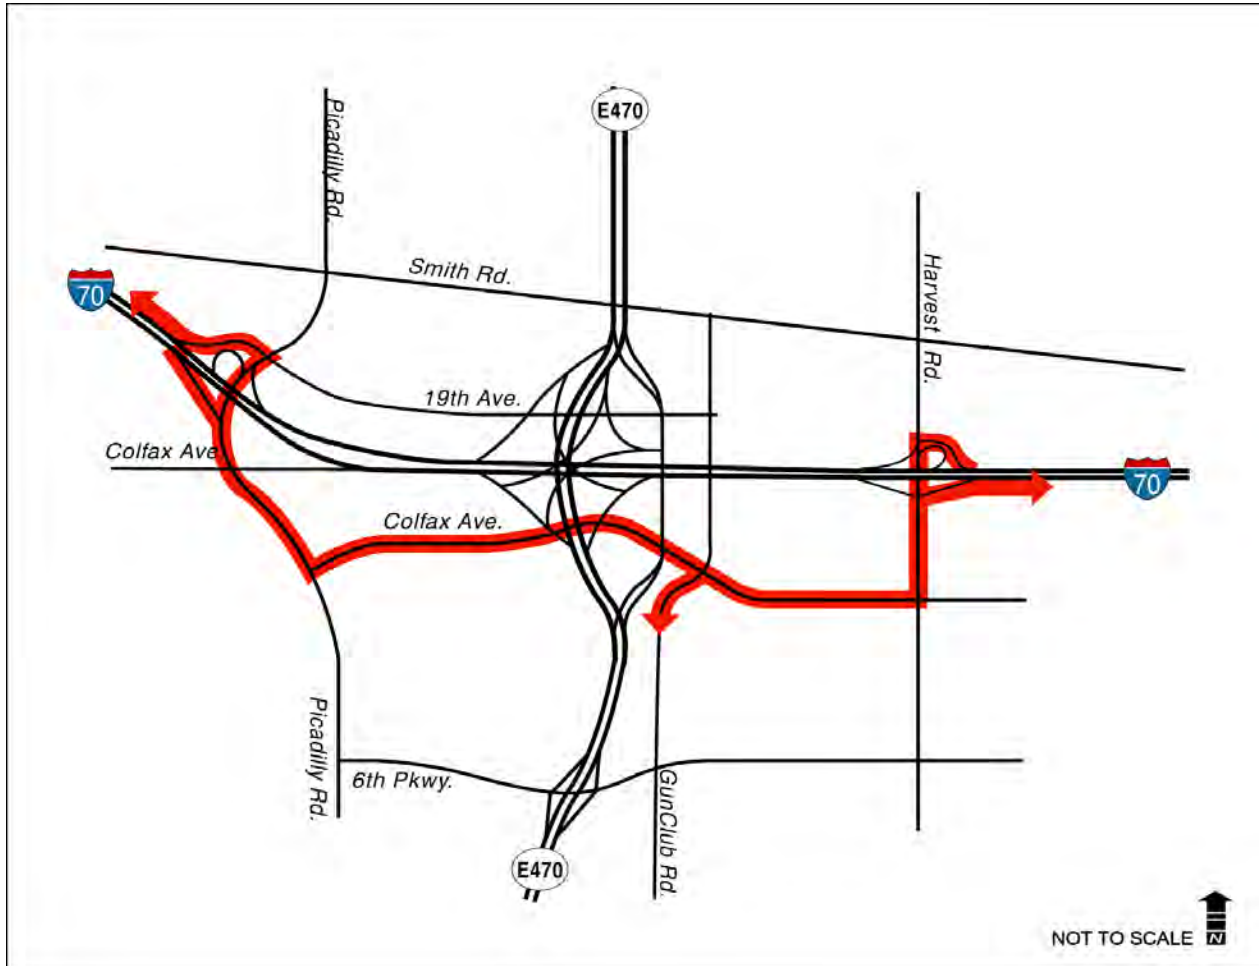 E470
Picadilly Rd.
Smith Rd.
Harvest Rd.
70
19th Ave.
Colfax Ave
70
Colfax Ave.
Picadilly Rd.
6th Pkwy.
GunClub Rd.
E470
NOT TO SCALE
N